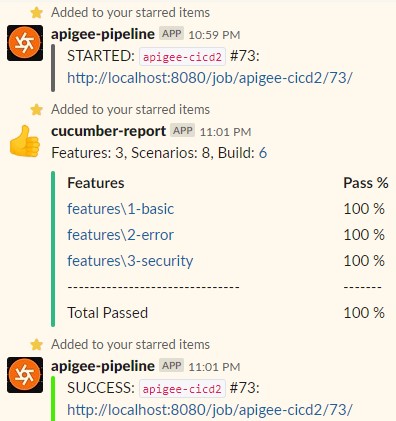 Added to your starred items
apigee-pipeline APP 10:59 PM
STARTED: apigee-cicd2 #73:
http://localhost:8080/job/apigee-cicd2/73/
Added to your starred items
cucumber-report APP 11:01 PM
Features: 3, Scenarios: 8, Build: 6
Features Pass %
features\1-basic 100 %
features\2-error 100 %
features\3-security 100 %
------------------------------ -------
Total Passed 100 %
Added to your starred items
apigee-pipeline APP 11:01 PM
SUCCESS: apigee-cicd2 #73:
http://localhost:8080/job/apigee-cicd2/73/